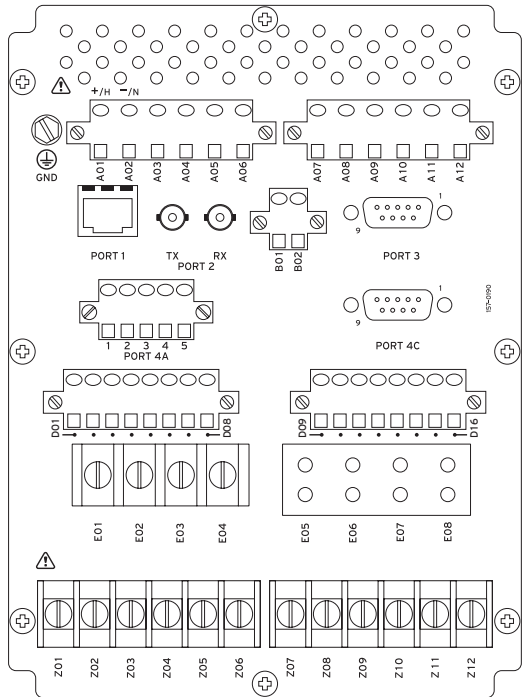 +/H −/N
GND
A01 A02 A03 A04 A05 A06
A07 A08 A09 A10 A11 A12
PORT 1
TX RX
PORT 2
B01 B02
9 1
PORT 3
157-0190
1 2 3 4 5
PORT 4A
9 1
PORT 4C
D01 D08
D09 D16
E01 E02 E03 E04
E05 E06 E07 E08
Z01 Z02 Z03 Z04 Z05 Z06
Z07 Z08 Z09 Z10 Z11 Z12